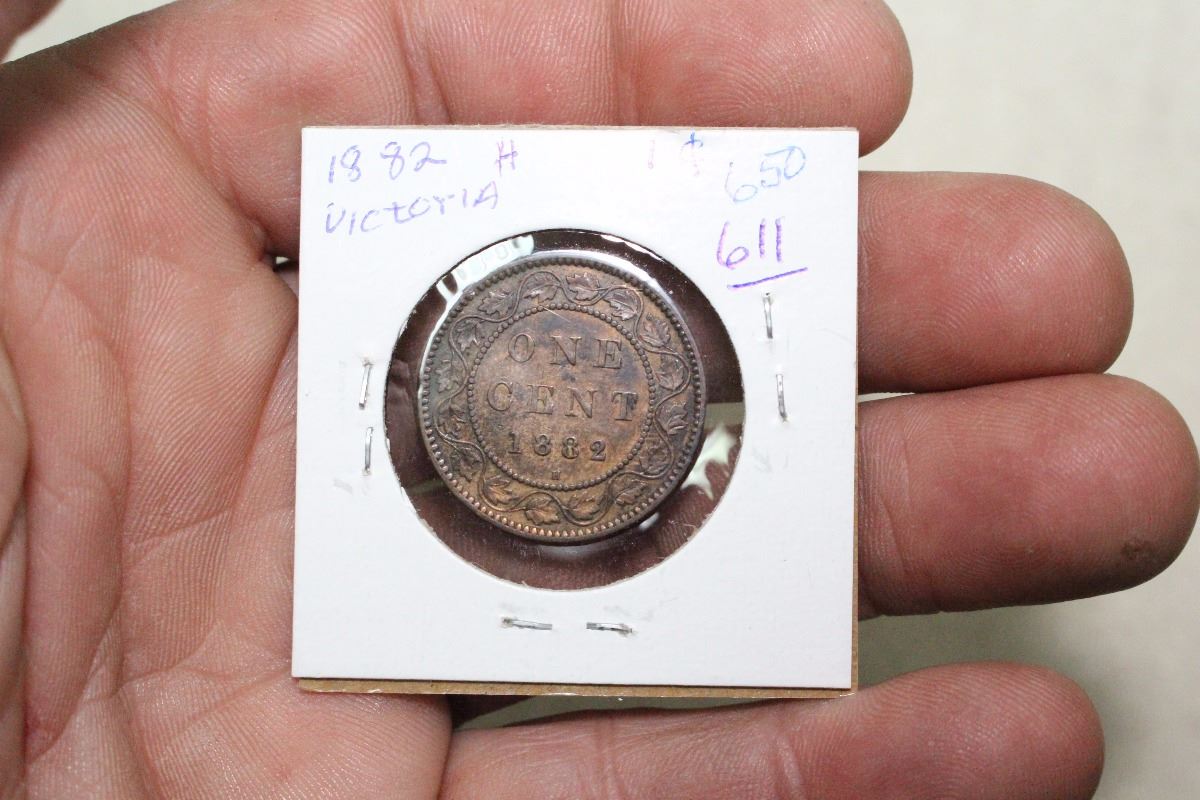 1882 H 1 ¢ 650
VICTORIA 611
ONE
CENT
1882
H